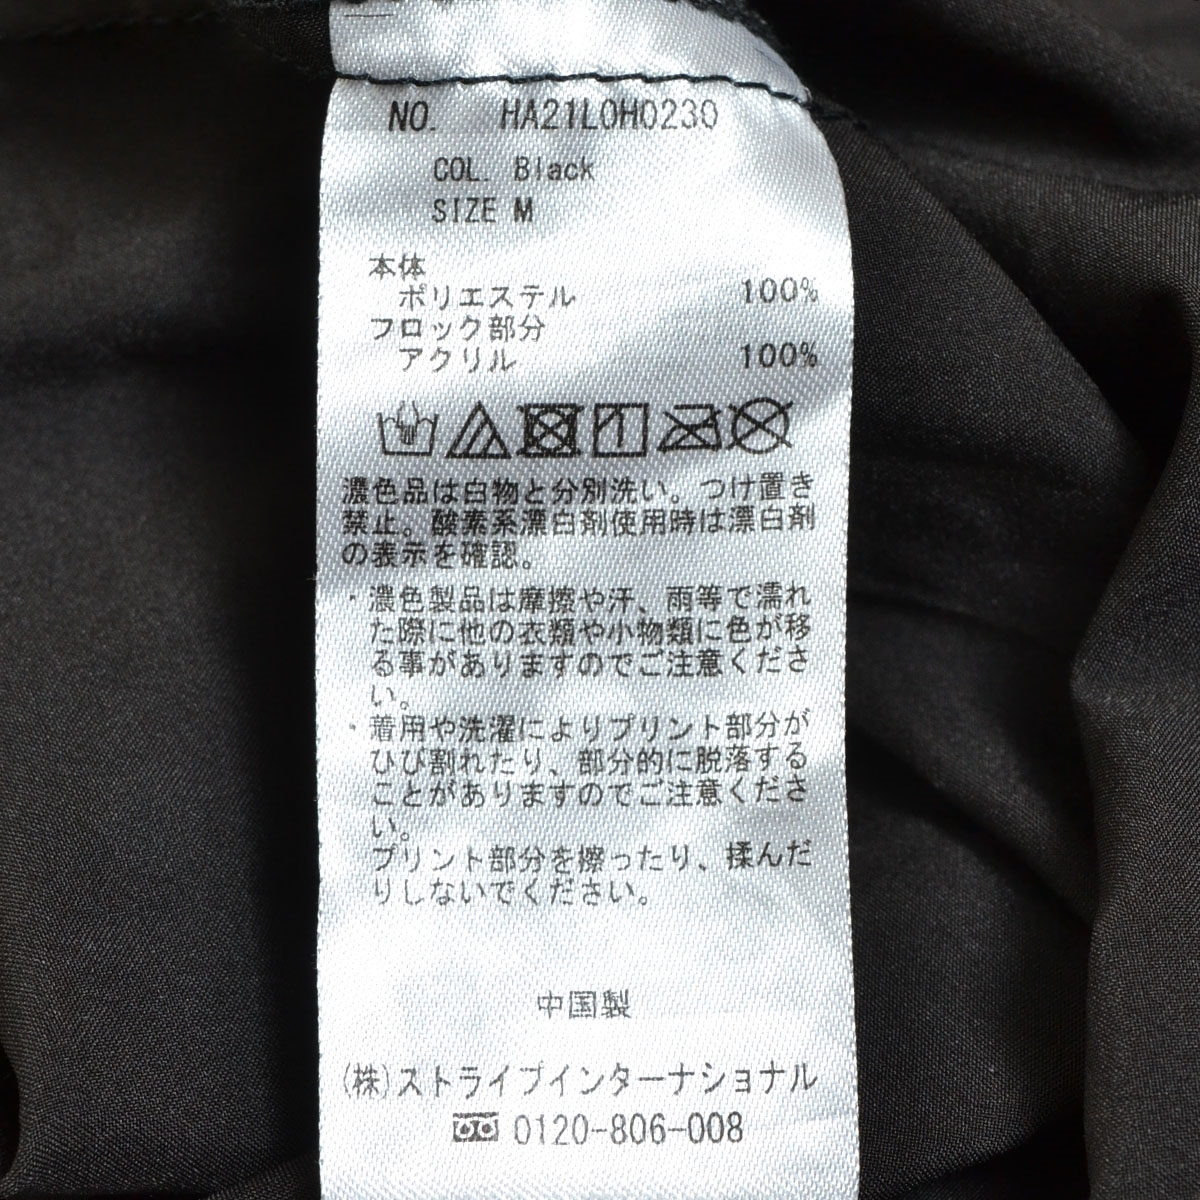 NO. HA21L0H0230
COL. Black
SIZE M
本体
ポリエステル 100%
フロック部分
アクリル 100%
濃色品は白物と分別洗い。つけ置き
禁止。酸素系漂白剤使用時は漂白剤
の表示を確認。
・濃色製品は摩擦や汗、雨等で濡れ
た際に他の衣類や小物類に色が移
る事がありますのでご注意くださ
い。
・着用や洗濯によりプリント部分が
ひび割れたり、部分的に脱落する
ことがありますのでご注意くださ
い。
プリント部分を擦ったり、揉んだ
りしないでください。
中国製
(株)ストライプインターナショナル
0120-806-008